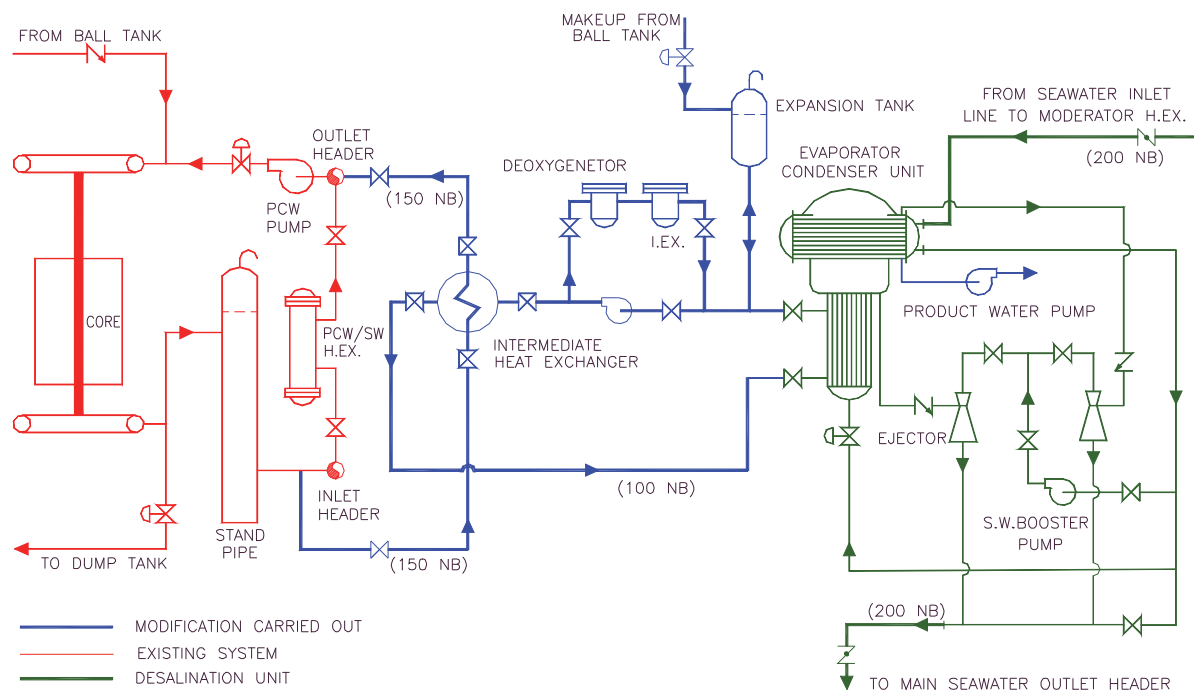 FROM BALL TANK
MAKEUP FROM
BALL TANK
EXPANSION TANK
FROM SEAWATER INLET
LINE TO MODERATOR H.EX.
(200 NB)
OUTLET
HEADER
DEOXYGENETOR
EVAPORATOR
CONDENSER UNIT
(150 NB)
PCW
PUMP
I.EX.
CORE
PCW/SW
H.EX.
INTERMEDIATE
HEAT EXCHANGER
PRODUCT WATER PUMP
EJECTOR
(100 NB)
INLET
HEADER
S.W.BOOSTER
PUMP
STAND
PIPE
TO DUMP TANK
(150 NB)
(200 NB)
MODIFICATION CARRIED OUT
EXISTING SYSTEM
DESALINATION UNIT
TO MAIN SEAWATER OUTLET HEADER